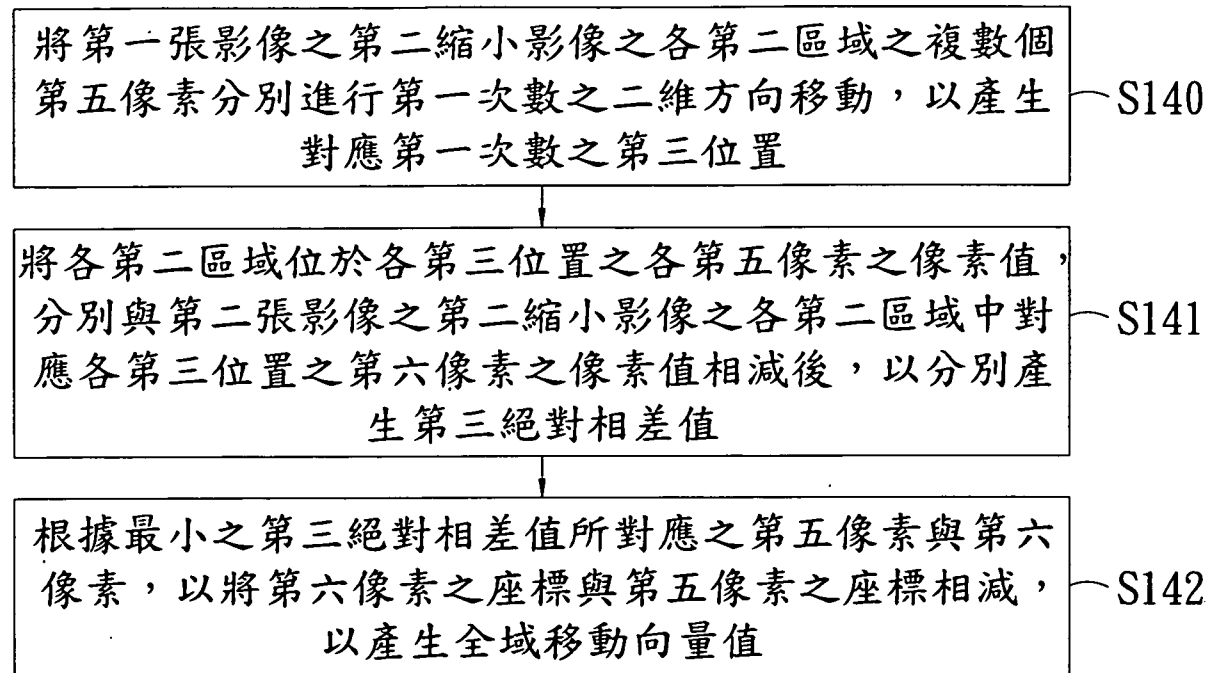 將第一張影像之第二縮小影像之各第二區域之複數個
第五像素分別進行第一次數之二維方向移動，以產生
對應第一次數之第三位置
S140
將各第二區域位於各第三位置之各第五像素之像素值，
分別與第二張影像之第二縮小影像之各第二區域中對
應各第三位置之第六像素之像素值相減後，以分別產
生第三絕對相差值
S141
根據最小之第三絕對相差值所對應之第五像素與第六
像素，以將第六像素之座標與第五像素之座標相減，
以產生全域移動向量值
S142